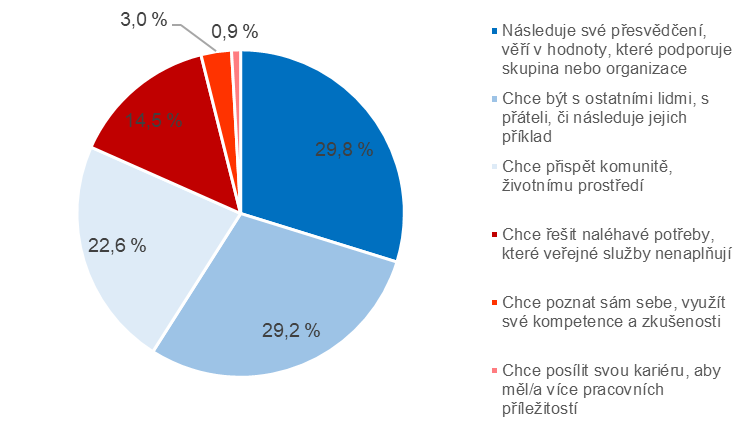 3,0 %
0,9 %
14,5 %
29,8 %
22,6 %
29,2 %
Následuje své přesvědčení,
věří v hodnoty, které podporuje
skupina nebo organizace
Chce být s ostatními lidmi, s
přáteli, či následuje jejich
příklad
Chce přispět komunitě,
životnímu prostředí
Chce řešit naléhavé potřeby,
které veřejné služby nenaplňují
Chce poznat sám sebe, využít
své kompetence a zkušenosti
Chce posílit svou kariéru, aby
měl/a více pracovních
příležitostí